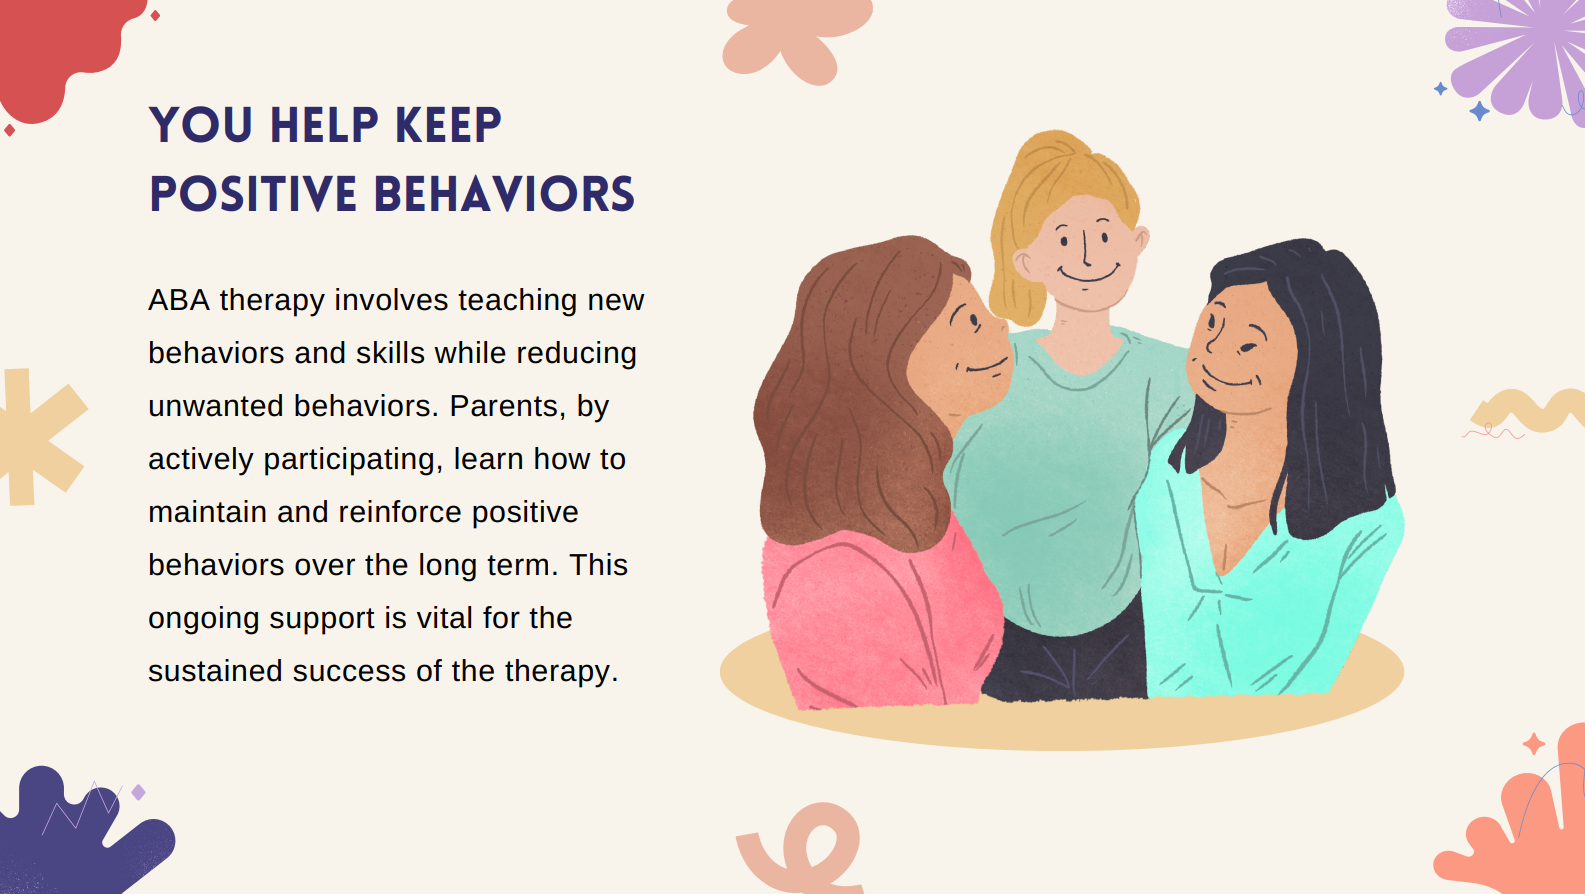 YOU HELP KEEP
POSITIVE BEHAVIORS
ABA therapy involves teaching new
behaviors and skills while reducing
unwanted behaviors. Parents, by
actively participating, learn how to
maintain and reinforce positive
behaviors over the long term. This
ongoing support is vital for the
sustained success of the therapy.